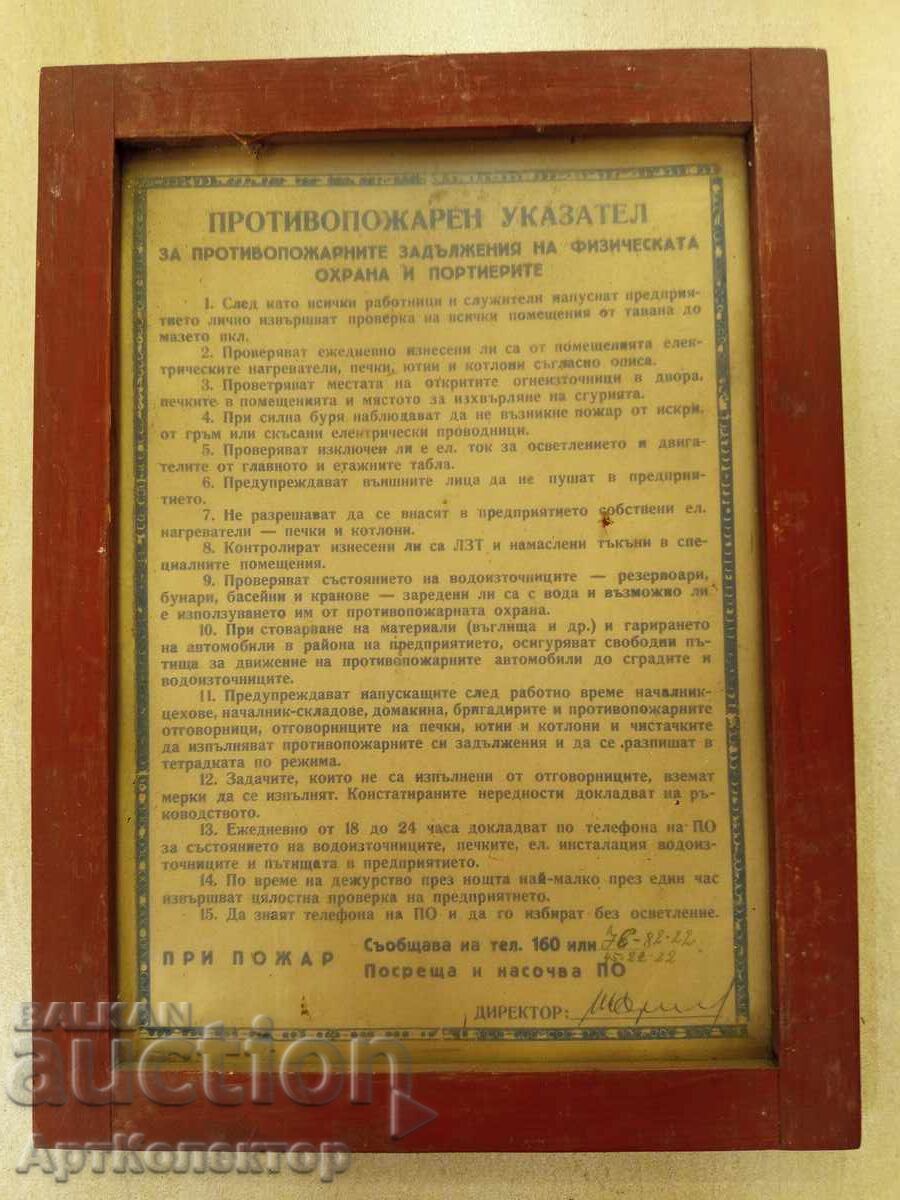 ПРОТИВОПОЖАРЕН УКАЗАТЕЛ
ЗА ПРОТИВОПОЖАРНИТЕ ЗАДЪЛЖЕНИЯ НА ФИЗИЧЕСКАТА
ОХРАНА И ПОРТИЕРИТЕ
1. След като всички работници и служители напуснат предприя-
тието лично извършват проверка на всички помещения от тавана до
мазето вкл.
2. Проверяват ежедневно изнесени ли са от помещенията елек-
трическите нагреватели, печки, ютии и котлони съгласно описа.
3. Проветряват местата на откритите огнеизточници в двора,
печките в помещенията и мястото за изхвърляне на сгурията.
4. При силна буря наблюдават да не възникне пожар от искри,
от гръм или скъсани електрически проводници.
5. Проверяват изключен ли е ел. ток за осветлението и двига-
телите от главното и етажните табла.
6. Предупреждават външните лица да не пушат в предприя-
тието.
7. Не разрешават да се внасят в предприятието собствени ел.
нагреватели — печки и котлони.
8. Контролират изнесени ли са ЛЗТ и намаслени тъкъни в спе-
циалните помещения.
9. Проверяват състоянието на водоизточниците — резервоари,
бунари, басейни и кранове — заредени ли са с вода и възможно ли
е използуването им от противопожарната охрана.
10. При стоварване на материали (въглища и др.) и гарирането
на автомобили в района на предприятието, осигуряват свободни пъ-
тища за движение на противопожарните автомобили до сградите и
водоизточниците.
11. Предупреждават напускащите след работно време началник-
цехове, началник-складове, домакина, бригадирите и противопожарните
отговорници, отговорниците на печки, ютии и котлони и чистачките
да изпълняват противопожарните си задължения и да се разпишат в
тетрадката по режима.
12. Задачите, които не са изпълнени от отговорниците, вземат
мерки да се изпълнят. Констатираните нередности докладват на ръ-
ководството.
13. Ежедневно от 18 до 24 часа докладват по телефона на ПО
за състоянието на водоизточниците, печките, ел. инсталация водоиз-
точниците и пътищата в предприятието.
14. По време на дежурство през нощта най-малко през един час
извършват цялостна проверка на предприятието.
15. Да знаят телефона на ПО и да го избират без осветление.
ПРИ ПОЖАР Съобщава на тел. 160 или 76-82-22
45-22-22
Посреща и насочва ПО
ДИРЕКТОР:
BALKAN
auction
АртКолектор